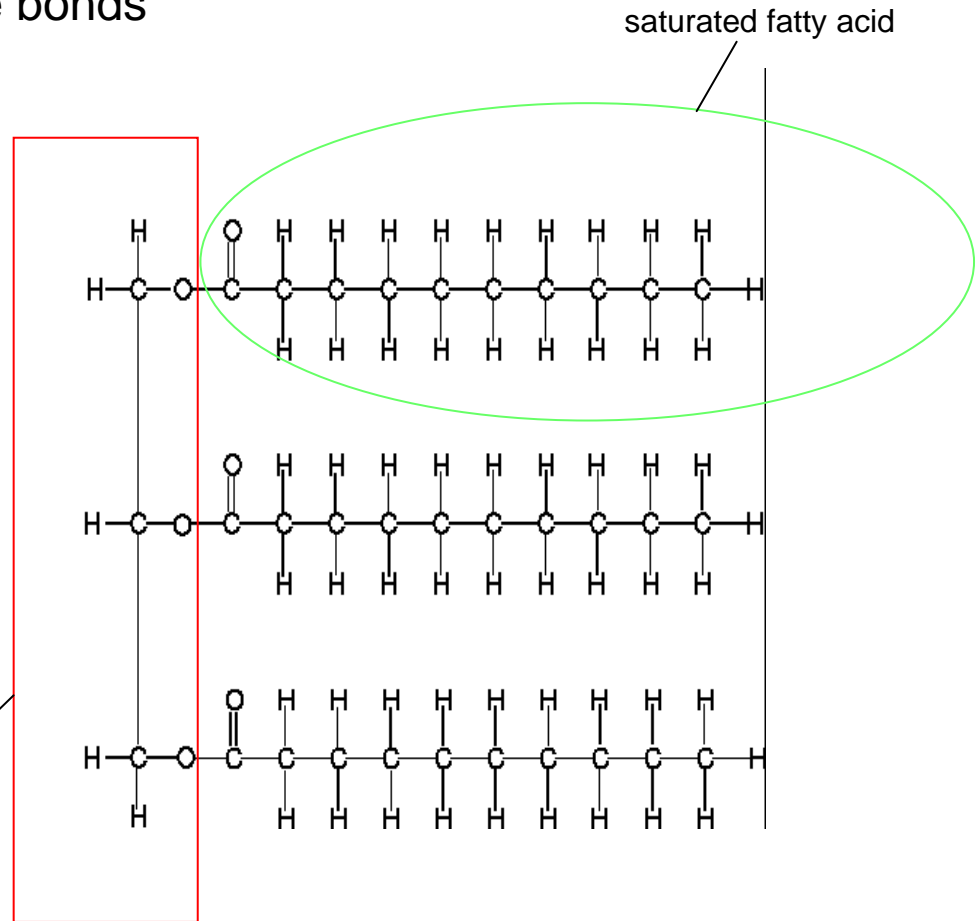 e bonds
saturated fatty acid
H O H H H H H H H H H
H C O C C C C C C C C C C H
H H H H H H H H H
O H H H H H H H H H
H C O C C C C C C C C C C H
H H H H H H H H H
O H H H H H H H H H
H C O C C C C C C C C C C H
H H H H H H H H H H